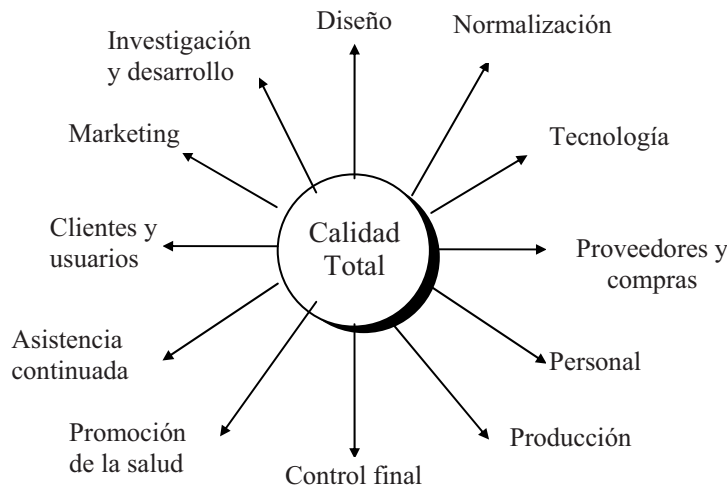 Diseño
Normalización
Investigación
y desarrollo
Marketing
Tecnología
Clientes y
usuarios
Calidad
Total
Proveedores y
compras
Asistencia
continuada
Personal
Promoción
de la salud
Producción
Control final